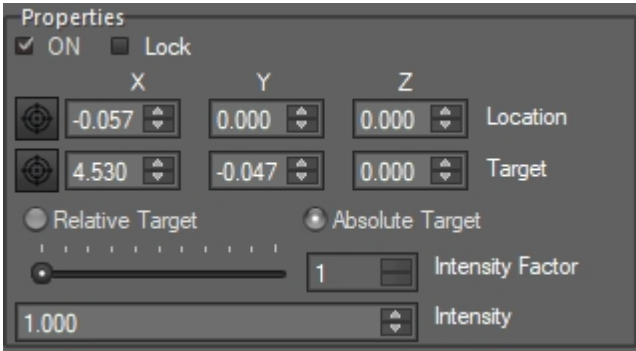 Properties
ON Lock
X Y Z
-0.057 0.000 0.000 Location
4.530 -0.047 0.000 Target
Relative Target Absolute Target
1 Intensity Factor
1.000 Intensity